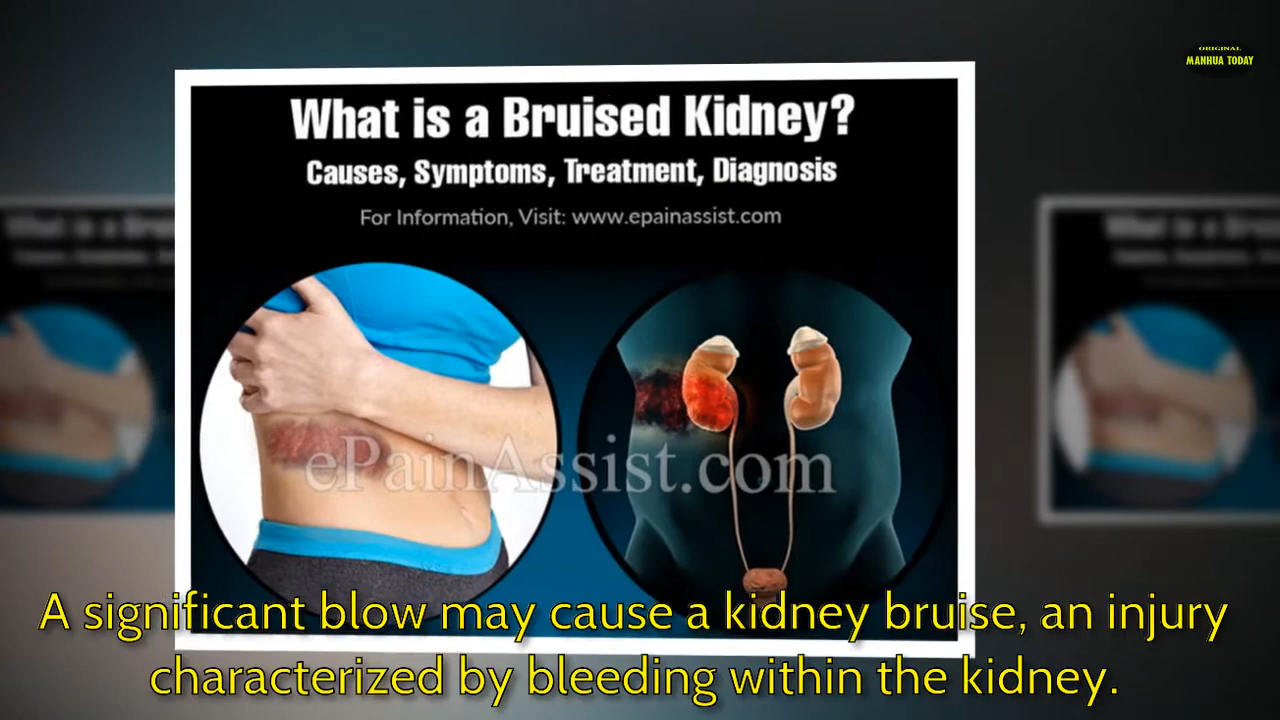 ORIGINAL
MANHUA TODAY
What is a Bruised Kidney?
Causes, Symptoms, Treatment, Diagnosis
For Information, Visit: www.epainassist.com
ePainAssist.com
A significant blow may cause a kidney bruise, an injury
characterized by bleeding within the kidney.